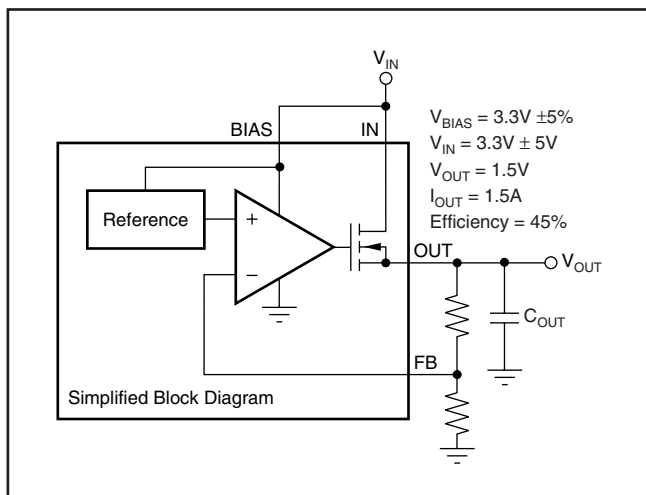 V_IN
BIAS
IN
V_BIAS = 3.3V ±5%
V_IN = 3.3V ± 5V
V_OUT = 1.5V
I_OUT = 1.5A
Efficiency = 45%
Reference
+
−
OUT
V_OUT
C_OUT
FB
Simplified Block Diagram